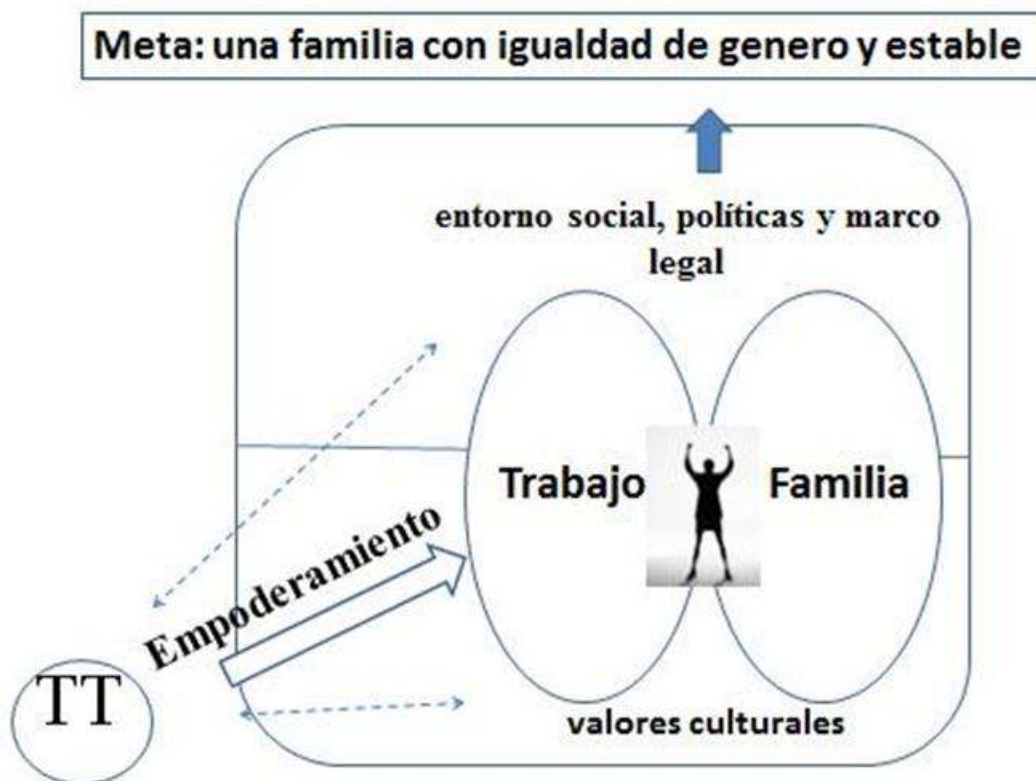 Meta: una familia con igualdad de genero y estable
entorno social, políticas y marco
legal
Trabajo
Familia
Empoderamiento
TT
valores culturales